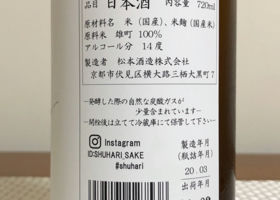 品目 日本酒 内容量 720ml
原材料名 米(国産)、米麹(国産米)
原料米 雄町 100%
アルコール分 14度
製造者 松本酒造株式会社
京都市伏見区横大路三栖大黒町7
―発酵した際の自然な炭酸ガスが
少量含まれています―
―開栓後は立てて冷蔵庫にて保管して下さい―
Instagram
ID:SHUHARI_SAKE
#shuhari
製造年月
(瓶詰年月)
20.03
出荷年月